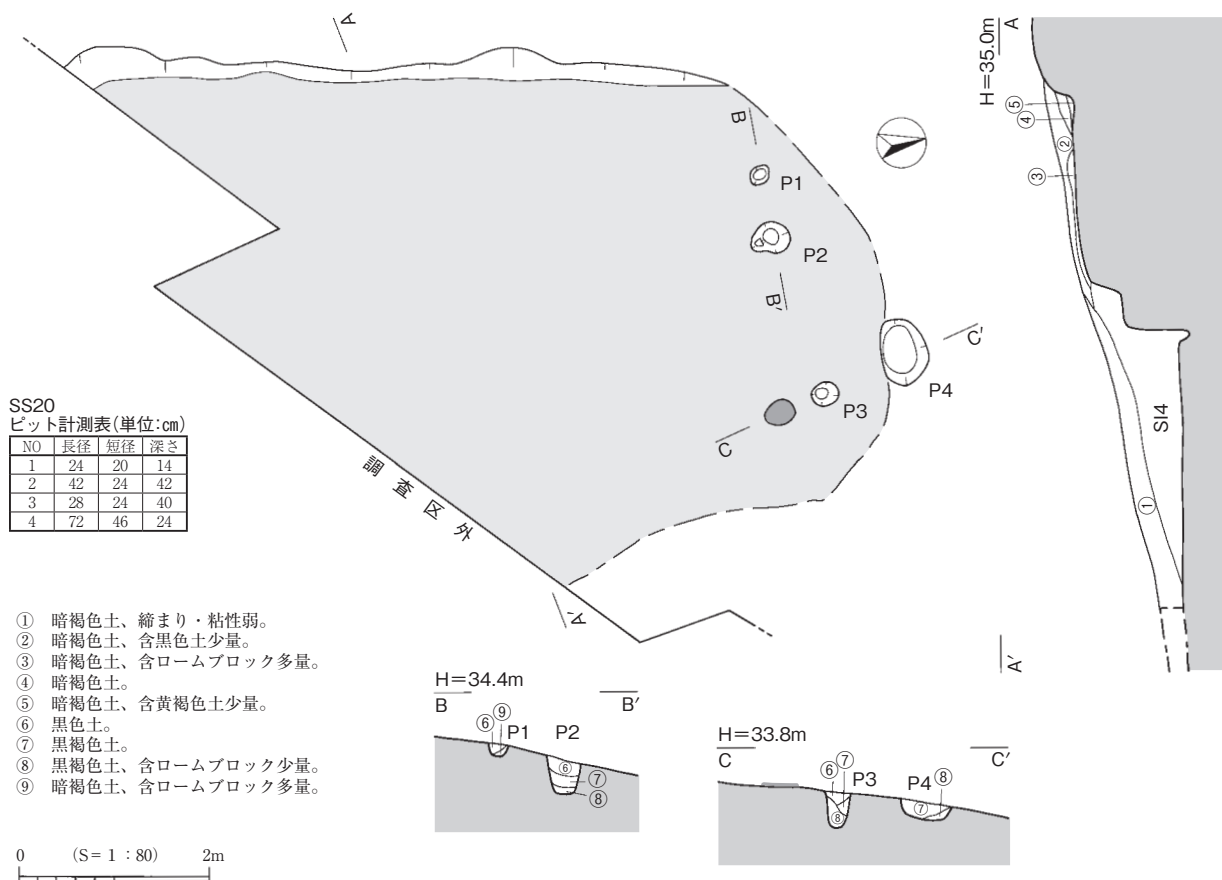 A
H=35.0m
A
⑤
④
②
③
B
P1
P2
B′
C′
P4
P3
C
SI4
①
SS20
ピット計測表(単位:cm)
NO 長径 短径 深さ
1 24 20 14
2 42 24 42
3 28 24 40
4 72 46 24
調査区外
A′
A′
① 暗褐色土、締まり・粘性弱。
② 暗褐色土、含黒色土少量。
③ 暗褐色土、含ロームブロック多量。
④ 暗褐色土。
⑤ 暗褐色土、含黄褐色土少量。
⑥ 黒色土。
⑦ 黒褐色土。
⑧ 黒褐色土、含ロームブロック少量。
⑨ 暗褐色土、含ロームブロック多量。
H=34.4m
B B′
⑥⑨P1 P2
⑥
⑦
⑧
H=33.8m
C C′
⑥⑦P3 P4⑧
⑧ ⑦
0 (S=1:80) 2m